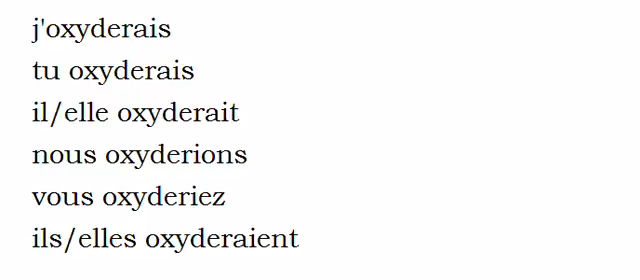 j'oxyderais
tu oxyderais
il/elle oxyderait
nous oxyderions
vous oxyderiez
ils/elles oxyderaient